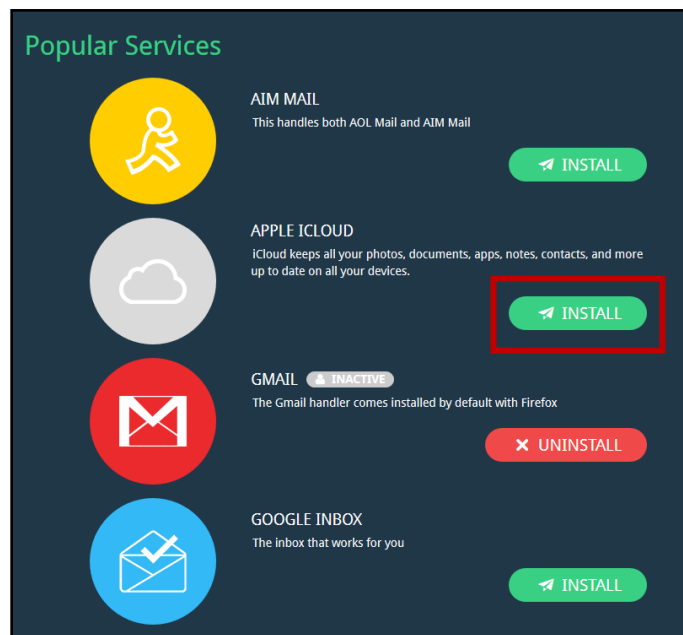 Popular Services
AIM MAIL
This handles both AOL Mail and AIM Mail
INSTALL
APPLE ICLOUD
iCloud keeps all your photos, documents, apps, notes, contacts, and more
up to date on all your devices.
INSTALL
GMAIL INACTIVE
The Gmail handler comes installed by default with Firefox
UNINSTALL
GOOGLE INBOX
The inbox that works for you
INSTALL